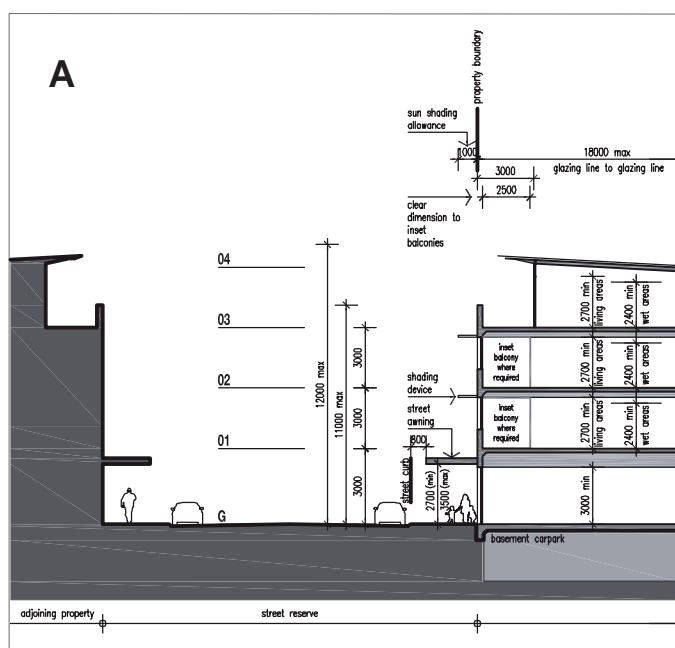 A
property boundary
sun shading
allowance
1000
18000 max
glazing line to glazing line
3000
2500
clear
dimension to
inset
balconies
04
03
02
01
G
12000 max
11000 max
3000
3000
3000
shading
device
street
awning
800
street curb
2700 (min)
3500 (max)
inset
balcony
where
required
inset
balcony
where
required
2700 min
living areas
2400 min
wet areas
2700 min
living areas
2400 min
wet areas
2700 min
living areas
2400 min
wet areas
3000 min
basement carpark
adjoining property
street reserve